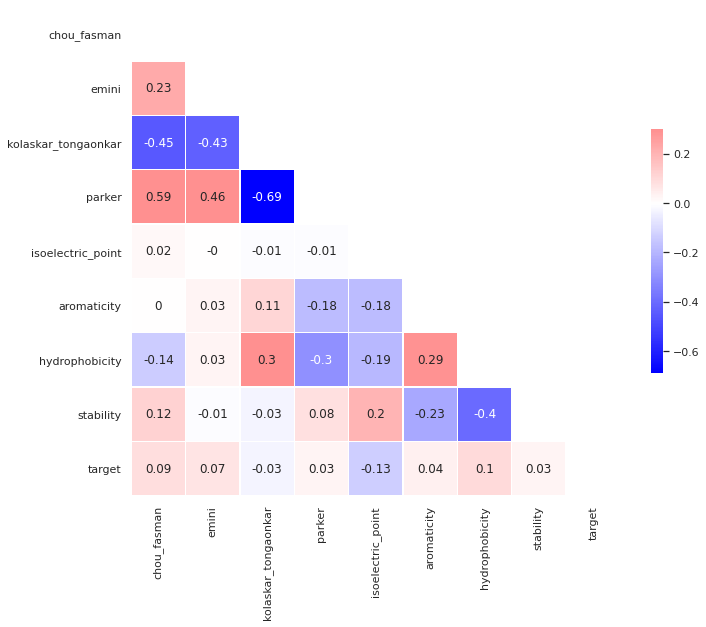 chou_fasman
emini 0.23
kolaskar_tongaonkar -0.45 -0.43
parker 0.59 0.46 -0.69
isoelectric_point 0.02 -0 -0.01 -0.01
aromaticity 0 0.03 0.11 -0.18 -0.18
hydrophobicity -0.14 0.03 0.3 -0.3 -0.19 0.29
stability 0.12 -0.01 -0.03 0.08 0.2 -0.23 -0.4
target 0.09 0.07 -0.03 0.03 -0.13 0.04 0.1 0.03
chou_fasman
emini
kolaskar_tongaonkar
parker
isoelectric_point
aromaticity
hydrophobicity
stability
target
0.2
0.0
−0.2
−0.4
−0.6